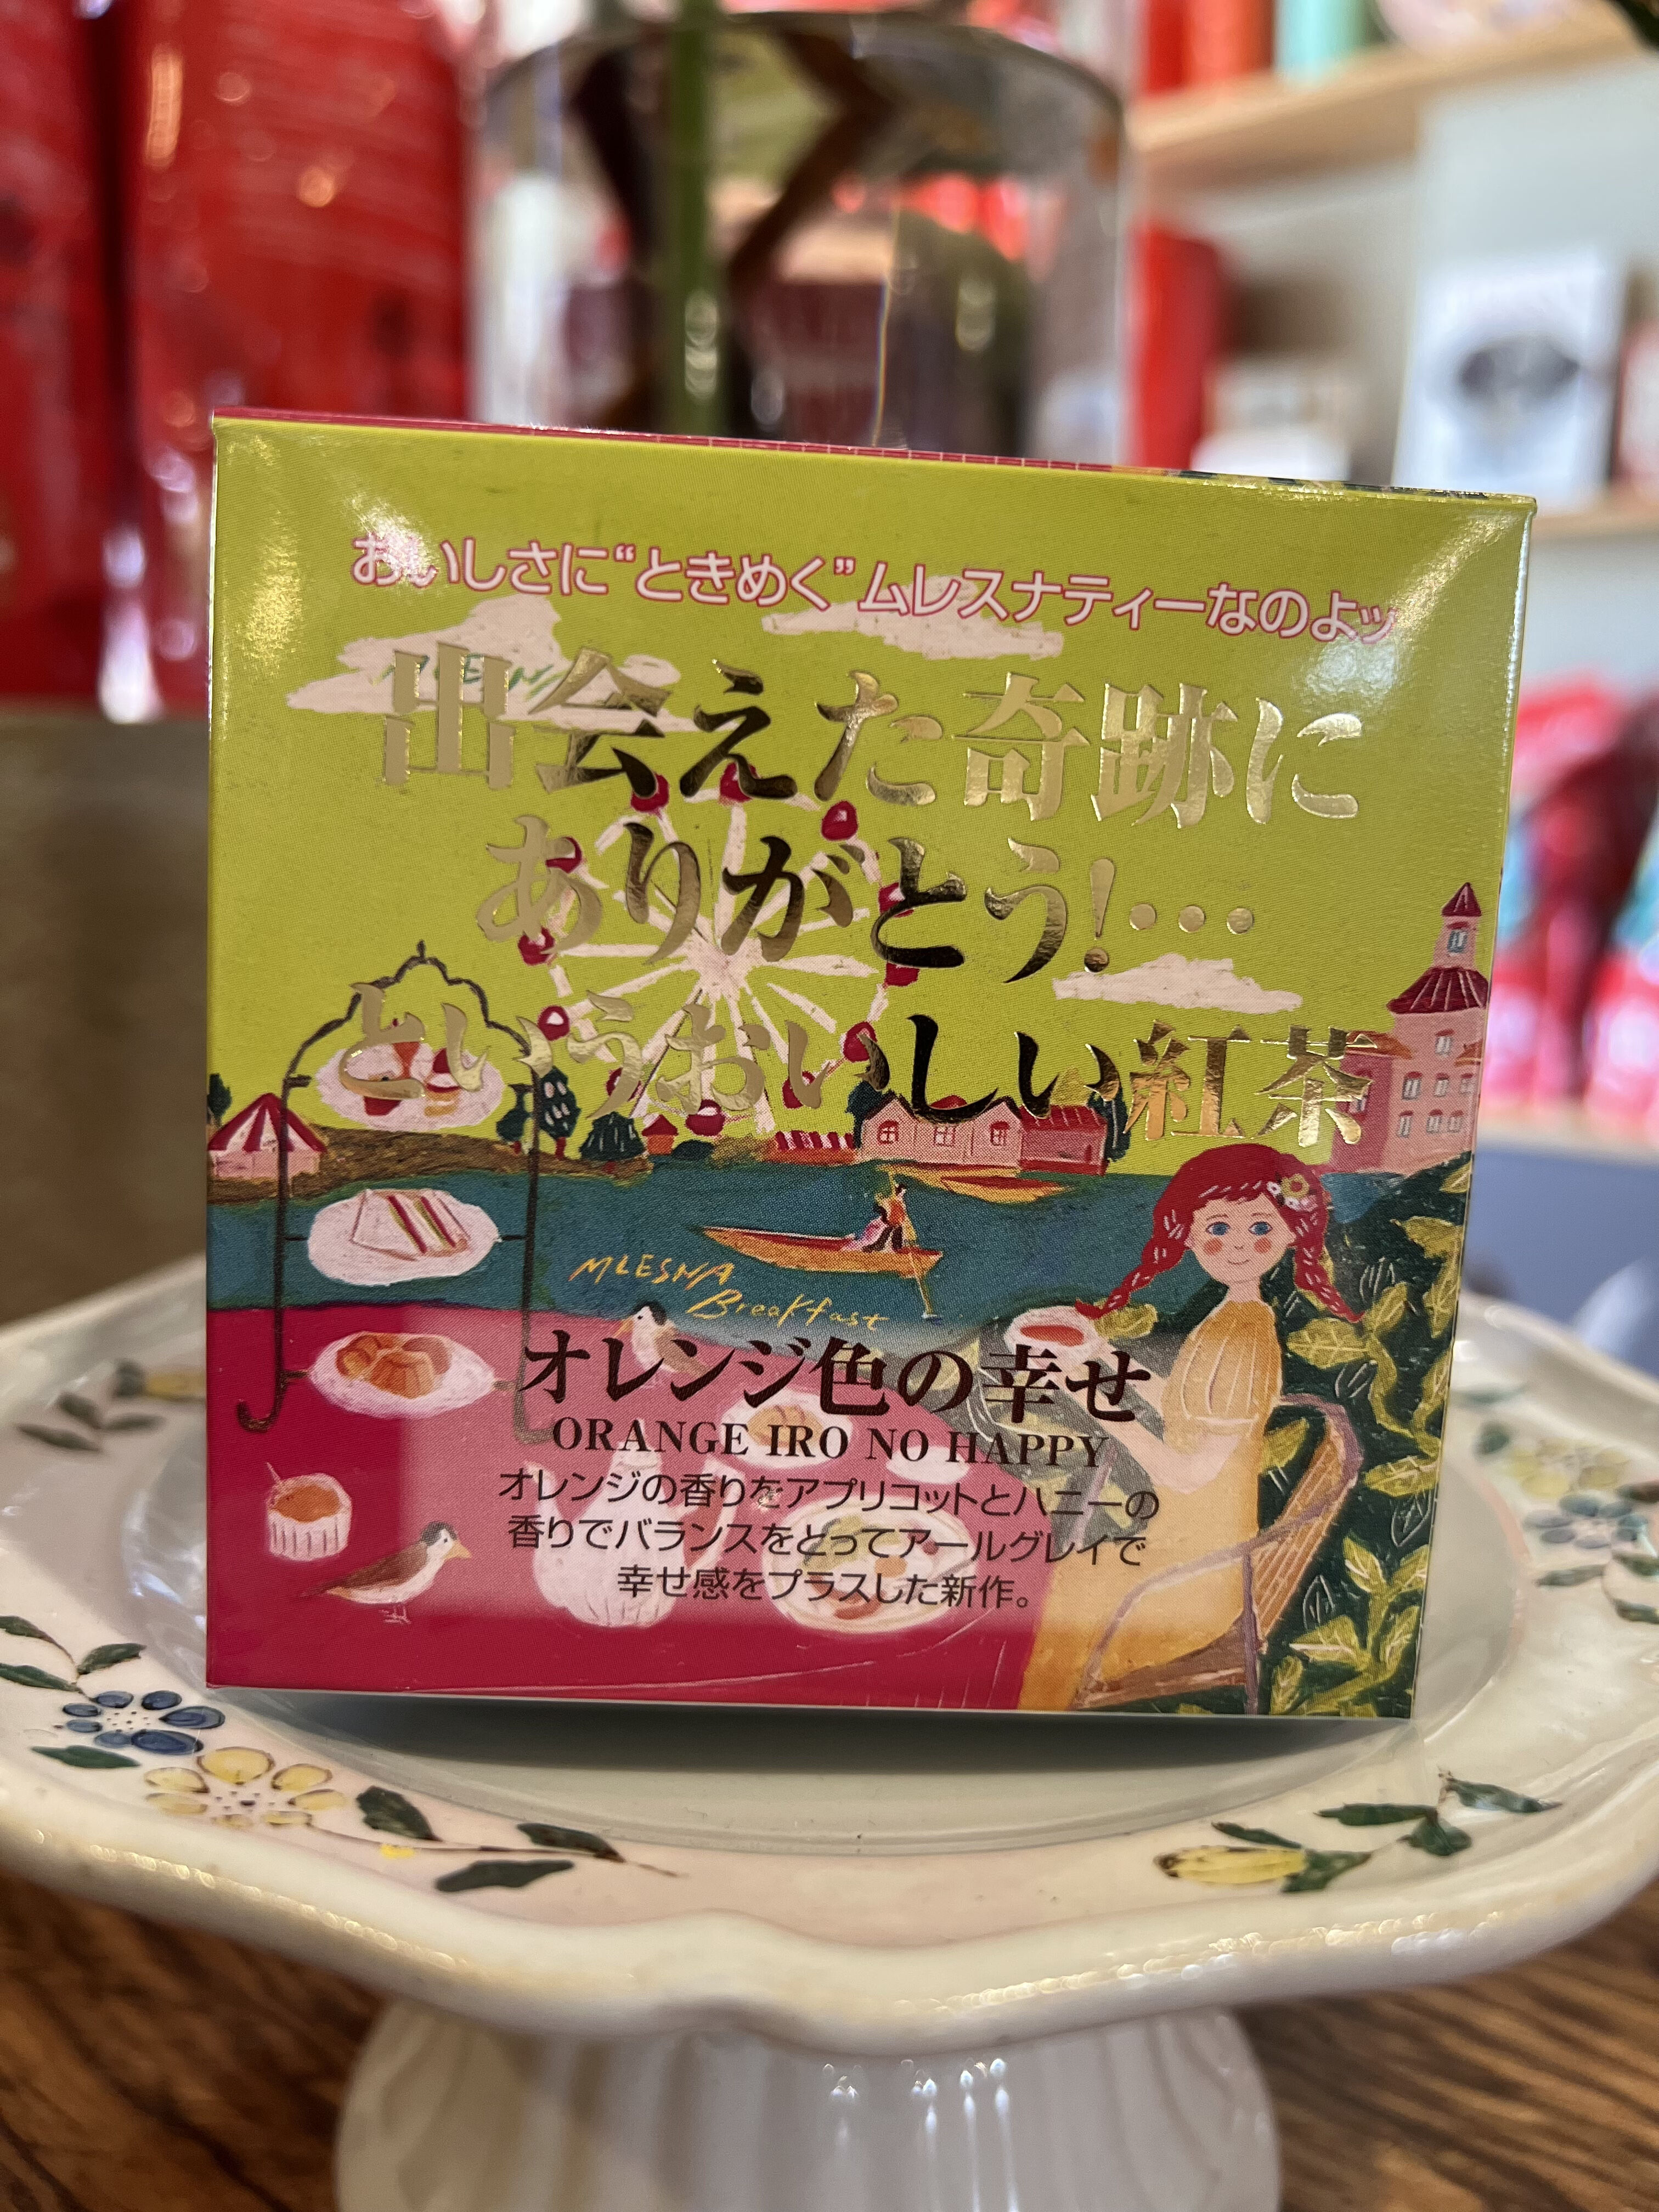 おいしさに“ときめく”ムレスナティーなのよッ
MLESNA
出会えた奇跡に
ありがとう!・・・
というおいしい紅茶
MLESNA
Breakfast
オレンジ色の幸せ
ORANGE IRO NO HAPPY
オレンジの香りをアプリコットとハニーの
香りでバランスをとってアールグレイで
幸せ感をプラスした新作。